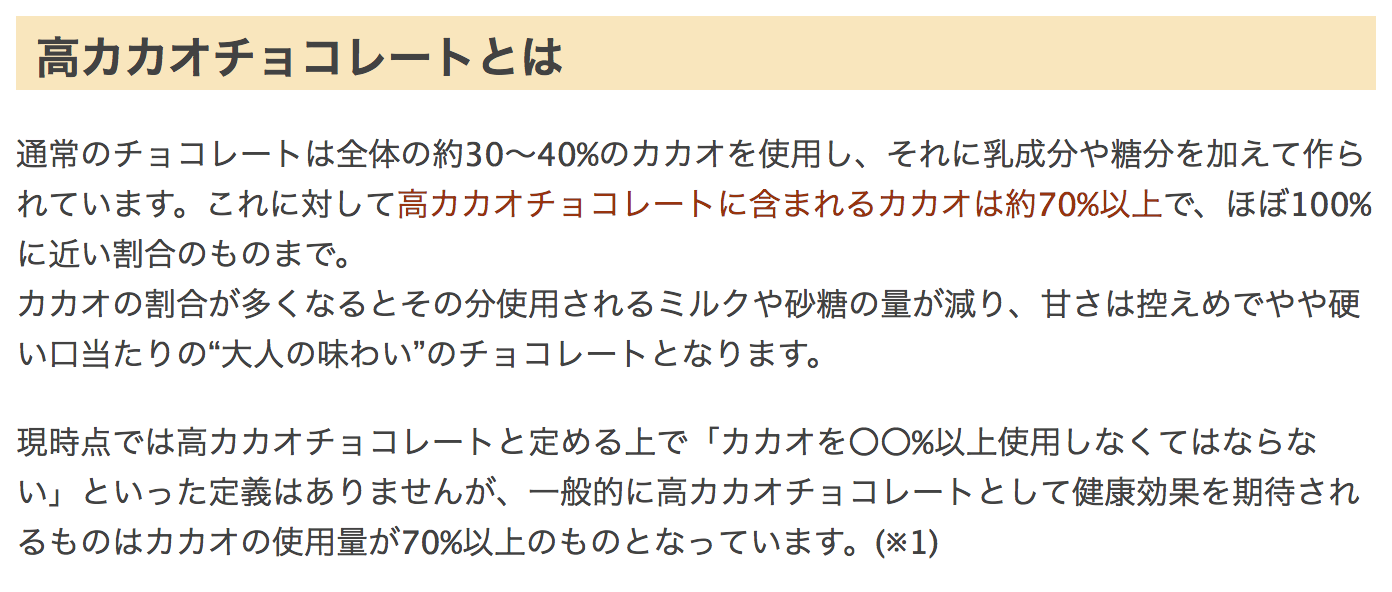 高カカオチョコレートとは
通常のチョコレートは全体の約30〜40%のカカオを使用し、それに乳成分や糖分を加えて作ら
れています。これに対して高カカオチョコレートに含まれるカカオは約70%以上で、ほぼ100%
に近い割合のものまで。
カカオの割合が多くなるとその分使用されるミルクや砂糖の量が減り、甘さは控えめでやや硬
い口当たりの“大人の味わい”のチョコレートとなります。
現時点では高カカオチョコレートと定める上で「カカオを〇〇%以上使用しなくてはならな
い」といった定義はありませんが、一般的に高カカオチョコレートとして健康効果を期待され
るものはカカオの使用量が70%以上のものとなっています。(※1)